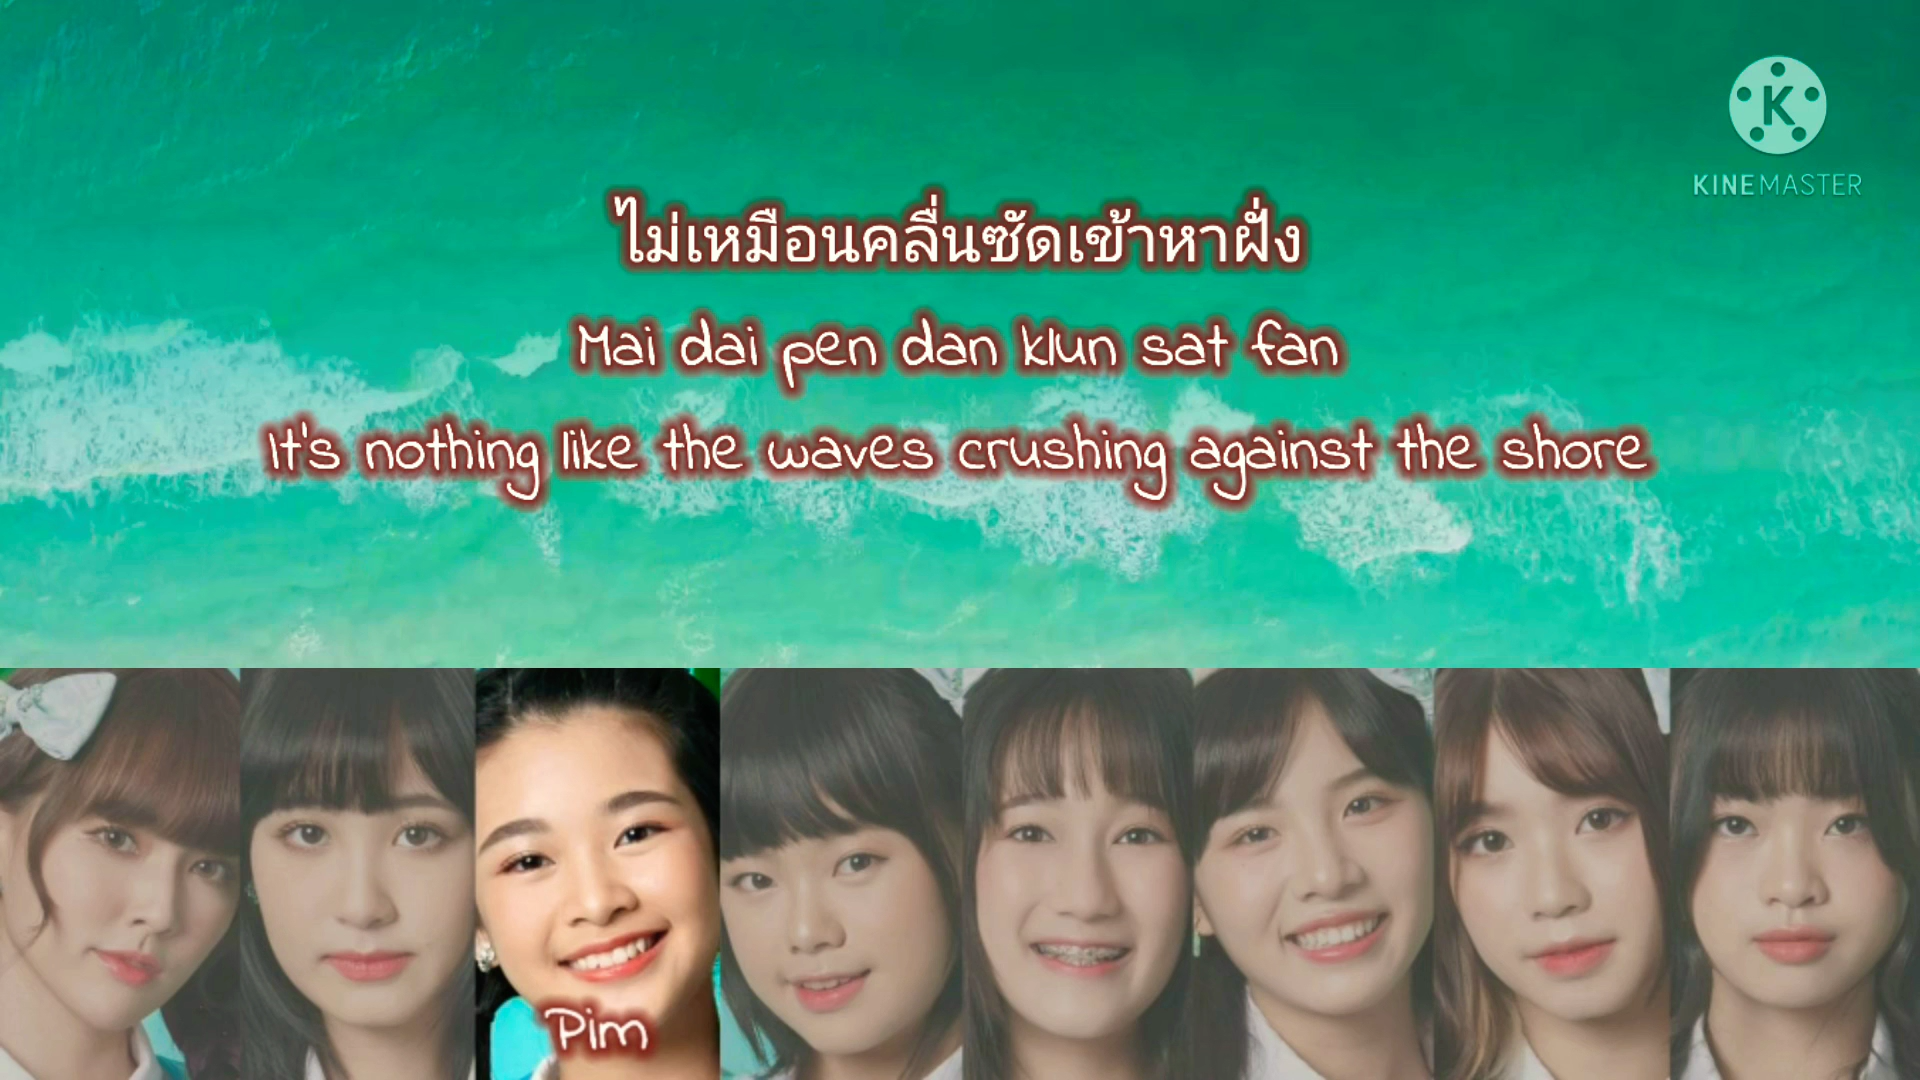 K
KINEMASTER
ไม่เหมือนคลื่นซัดเข้าหาฝั่ง
Mai dai pen dan klun sat fan
It's nothing like the waves crushing against the shore
Pim